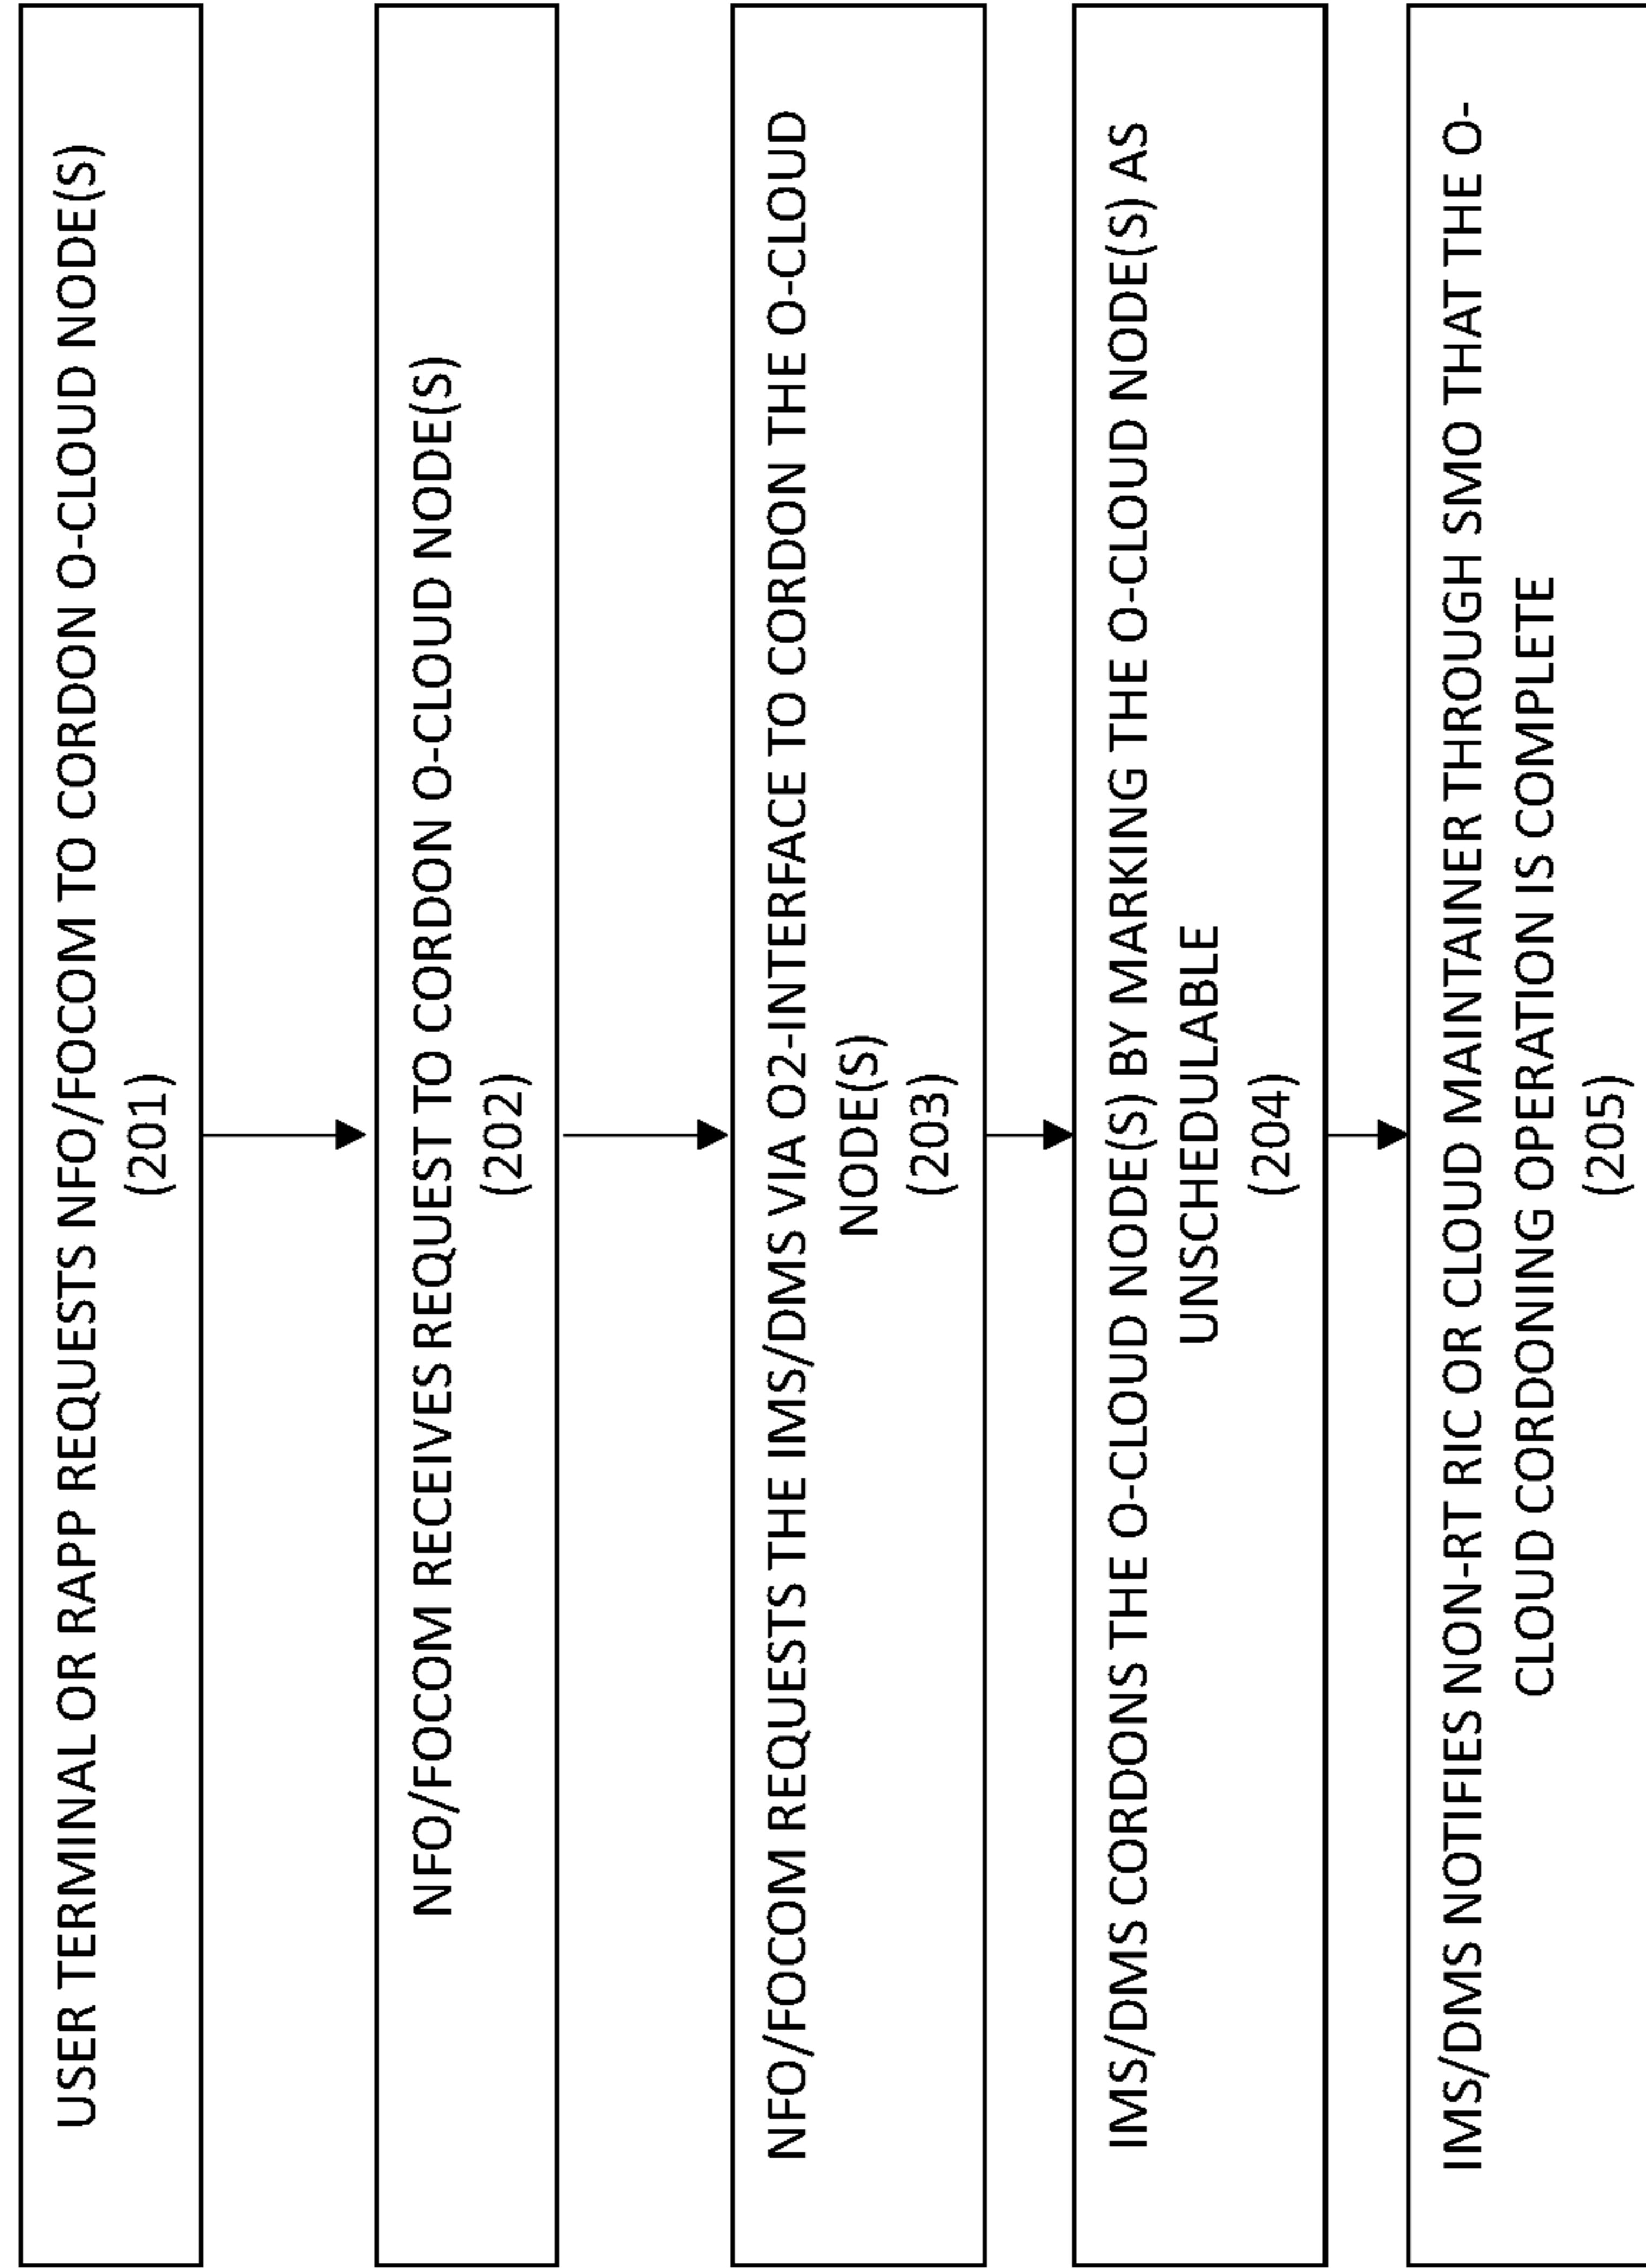 USER TERMINAL OR RAPP REQUESTS NFO/FOCOM TO CORDON O-CLOUD NODE(S)
(201)
NFO/FOCOM RECEIVES REQUEST TO CORDON O-CLOUD NODE(S)
(202)
NFO/FOCOM REQUESTS THE IMS/DMS VIA O2-INTERFACE TO CORDON THE O-CLOUD
NODE(S)
(203)
IMS/DMS CORDONS THE O-CLOUD NODE(S) BY MARKING THE O-CLOUD NODE(S) AS
UNSCHEDULABLE
(204)
IMS/DMS NOTIFIES NON-RT RIC OR CLOUD MAINTAINER THROUGH SMO THAT THE O-
CLOUD CORDONING OPERATION IS COMPLETE
(205)